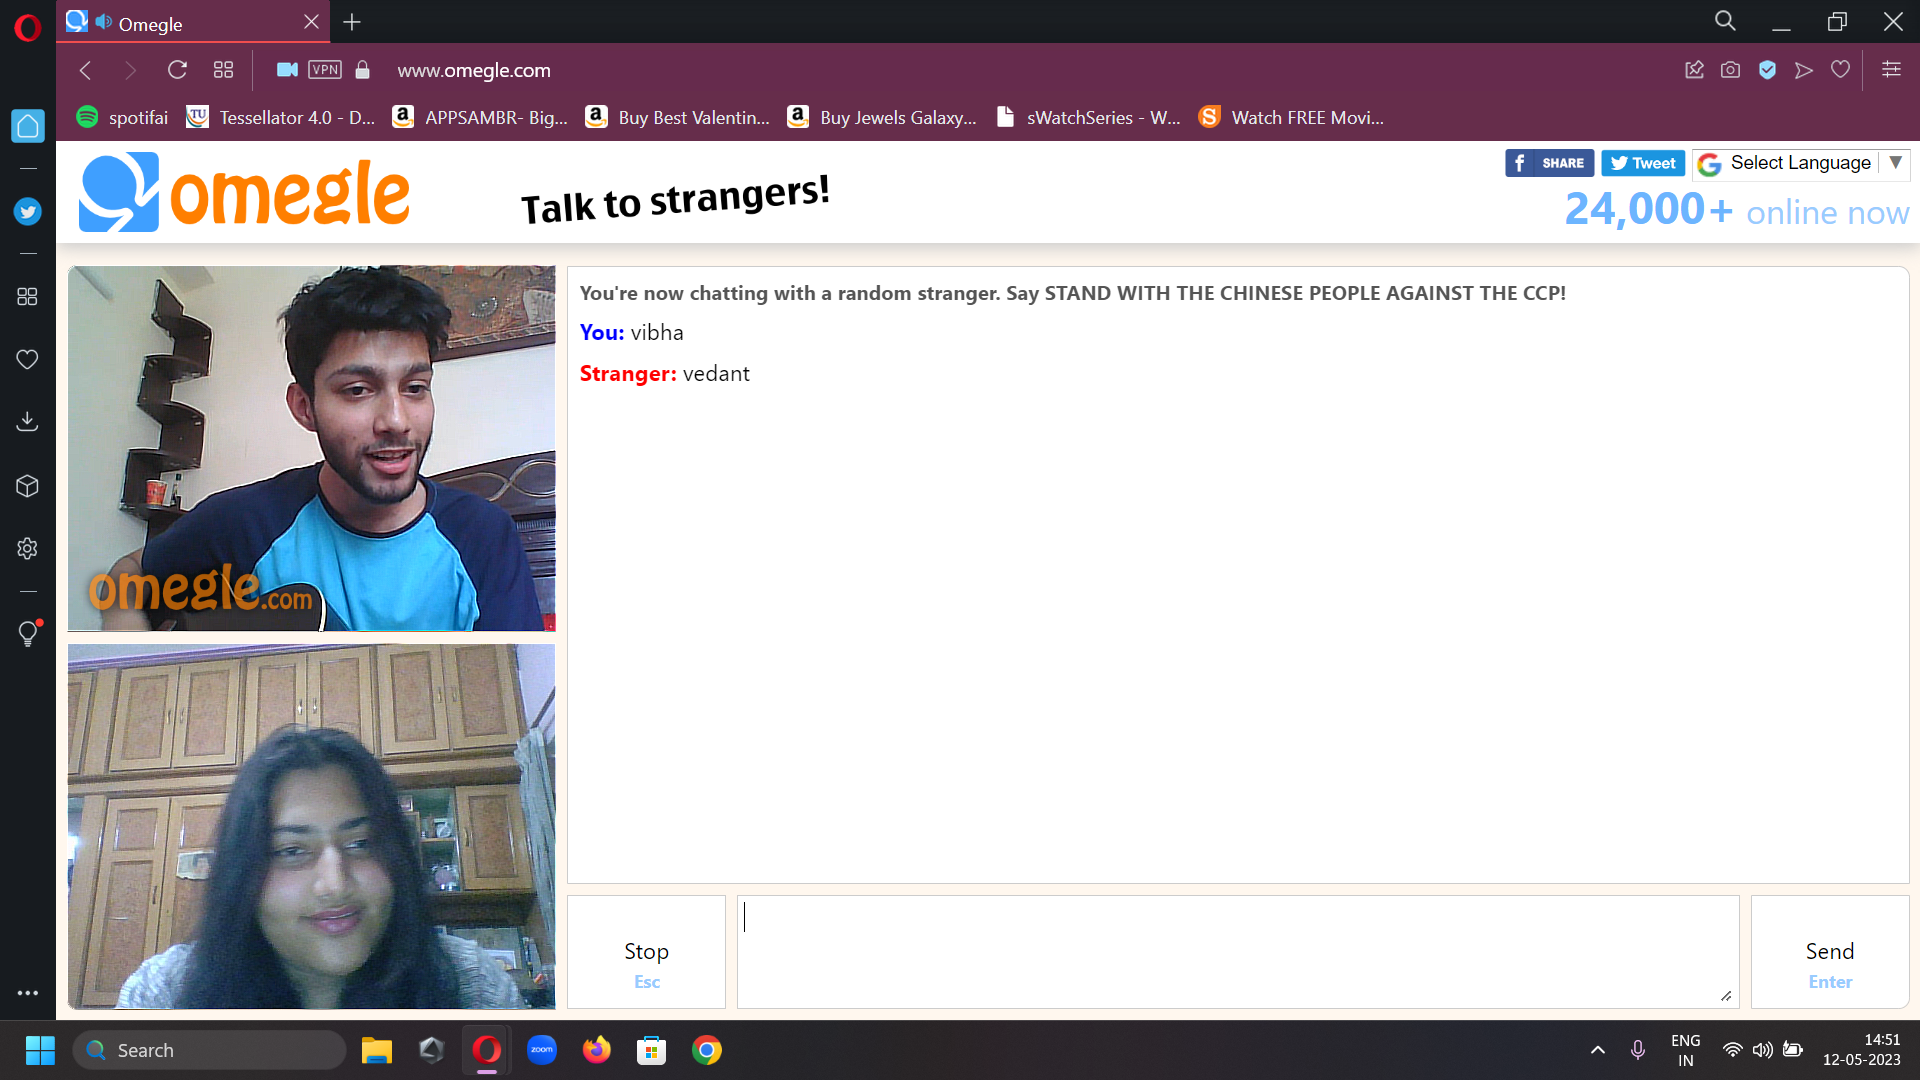 Omegle
VPN
www.omegle.com
spotifai
TU Tessellator 4.0 - D...
a APPSAMBR- Big...
a Buy Best Valentin...
a Buy Jewels Galaxy...
sWatchSeries - W...
S Watch FREE Movi...
omegle
Talk to strangers!
f SHARE
Tweet
G Select Language ▼
24,000+ online now
You're now chatting with a random stranger. Say STAND WITH THE CHINESE PEOPLE AGAINST THE CCP!
You: vibha
Stranger: vedant
omegle.com
Stop
Esc
Send
Enter
Search
zoom
ENG
IN
14:51
12-05-2023